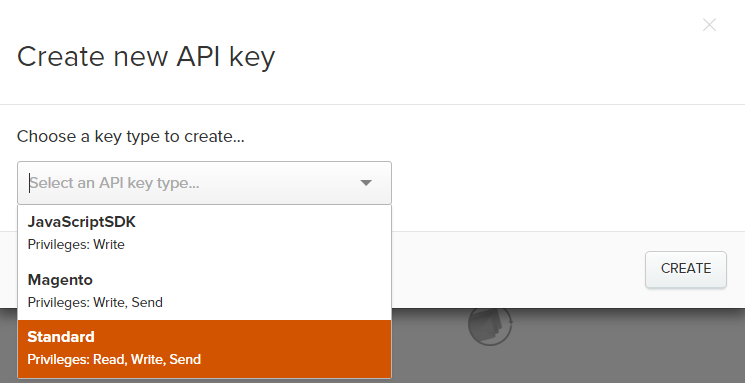 Create new API key
Choose a key type to create...
Select an API key type...
JavaScriptSDK
Privileges: Write
Magento
Privileges: Write, Send
Standard
Privileges: Read, Write, Send
CREATE